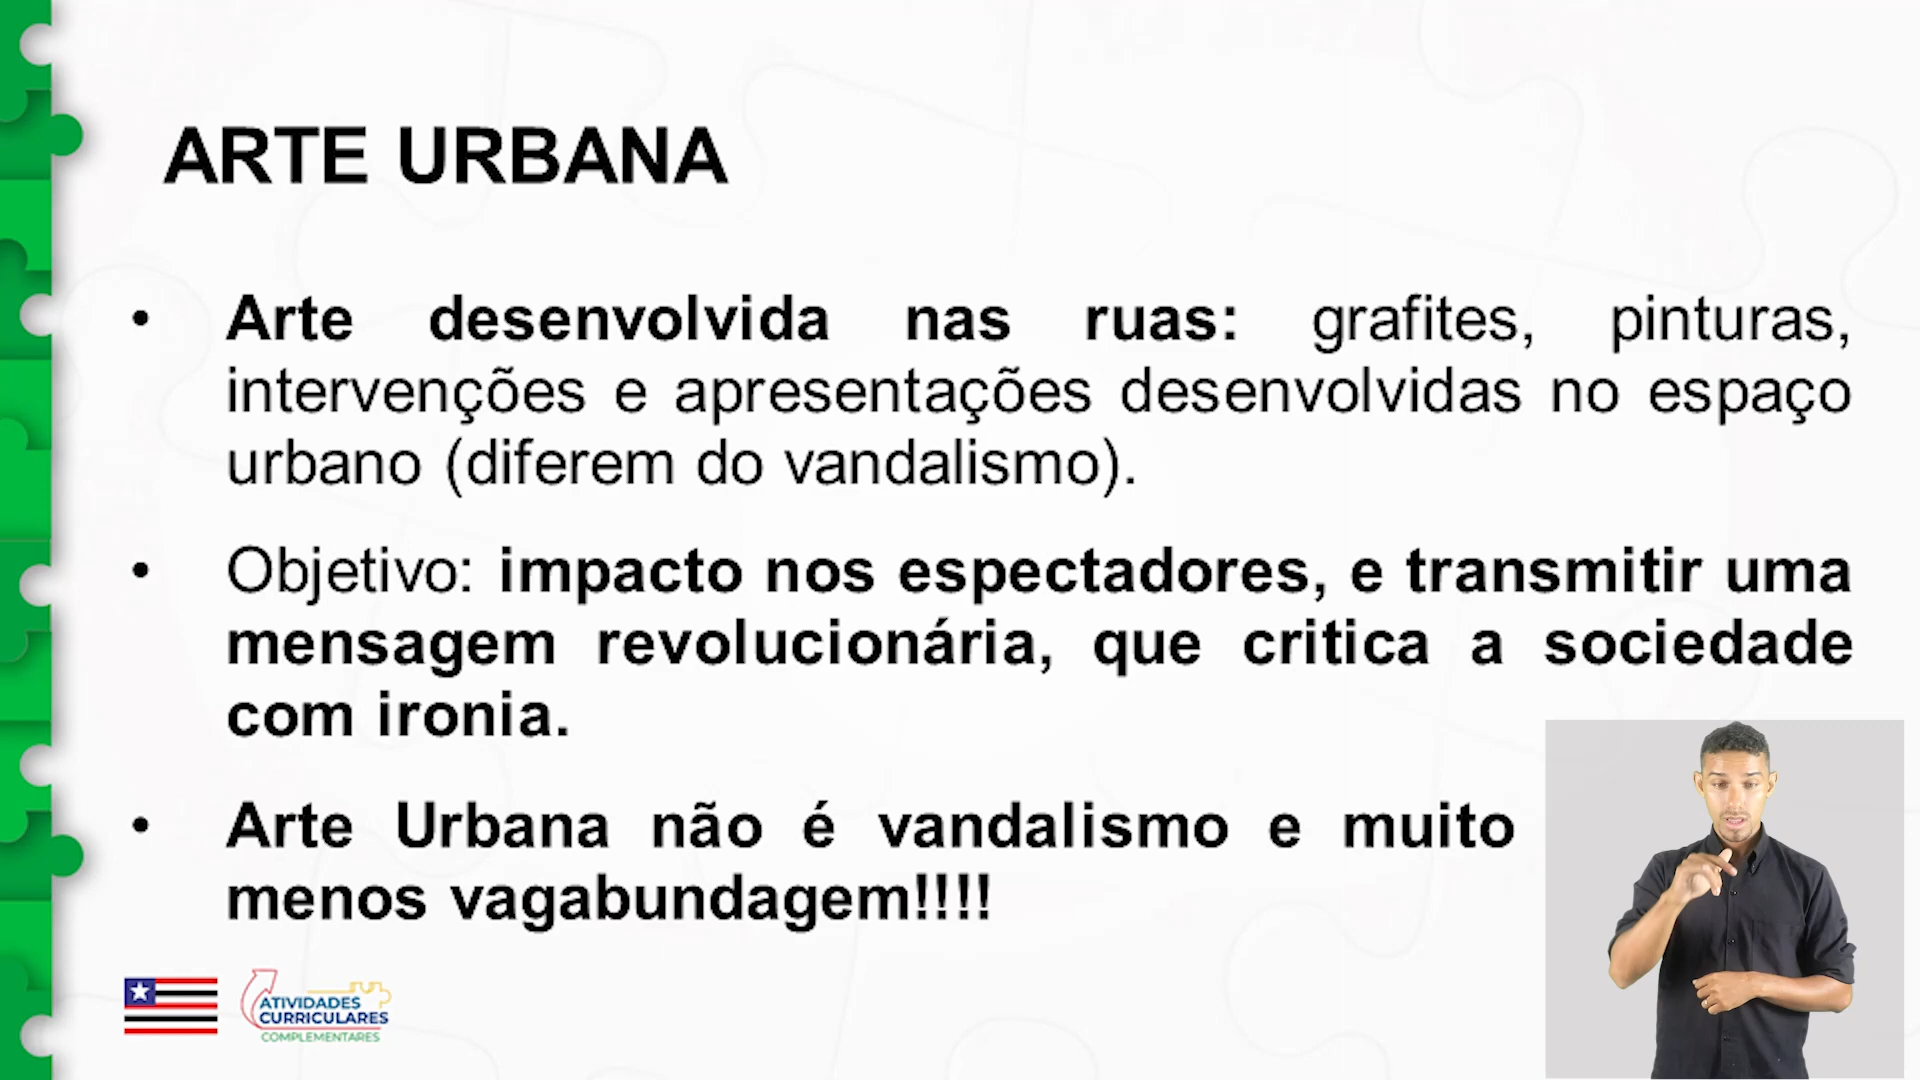 ARTE URBANA
• Arte desenvolvida nas ruas: grafites, pinturas,
intervenções e apresentações desenvolvidas no espaço
urbano (diferem do vandalismo).
• Objetivo: impacto nos espectadores, e transmitir uma
mensagem revolucionária, que critica a sociedade
com ironia.
• Arte Urbana não é vandalismo e muito
menos vagabundagem!!!!
ATIVIDADES
CURRICULARES
COMPLEMENTARES